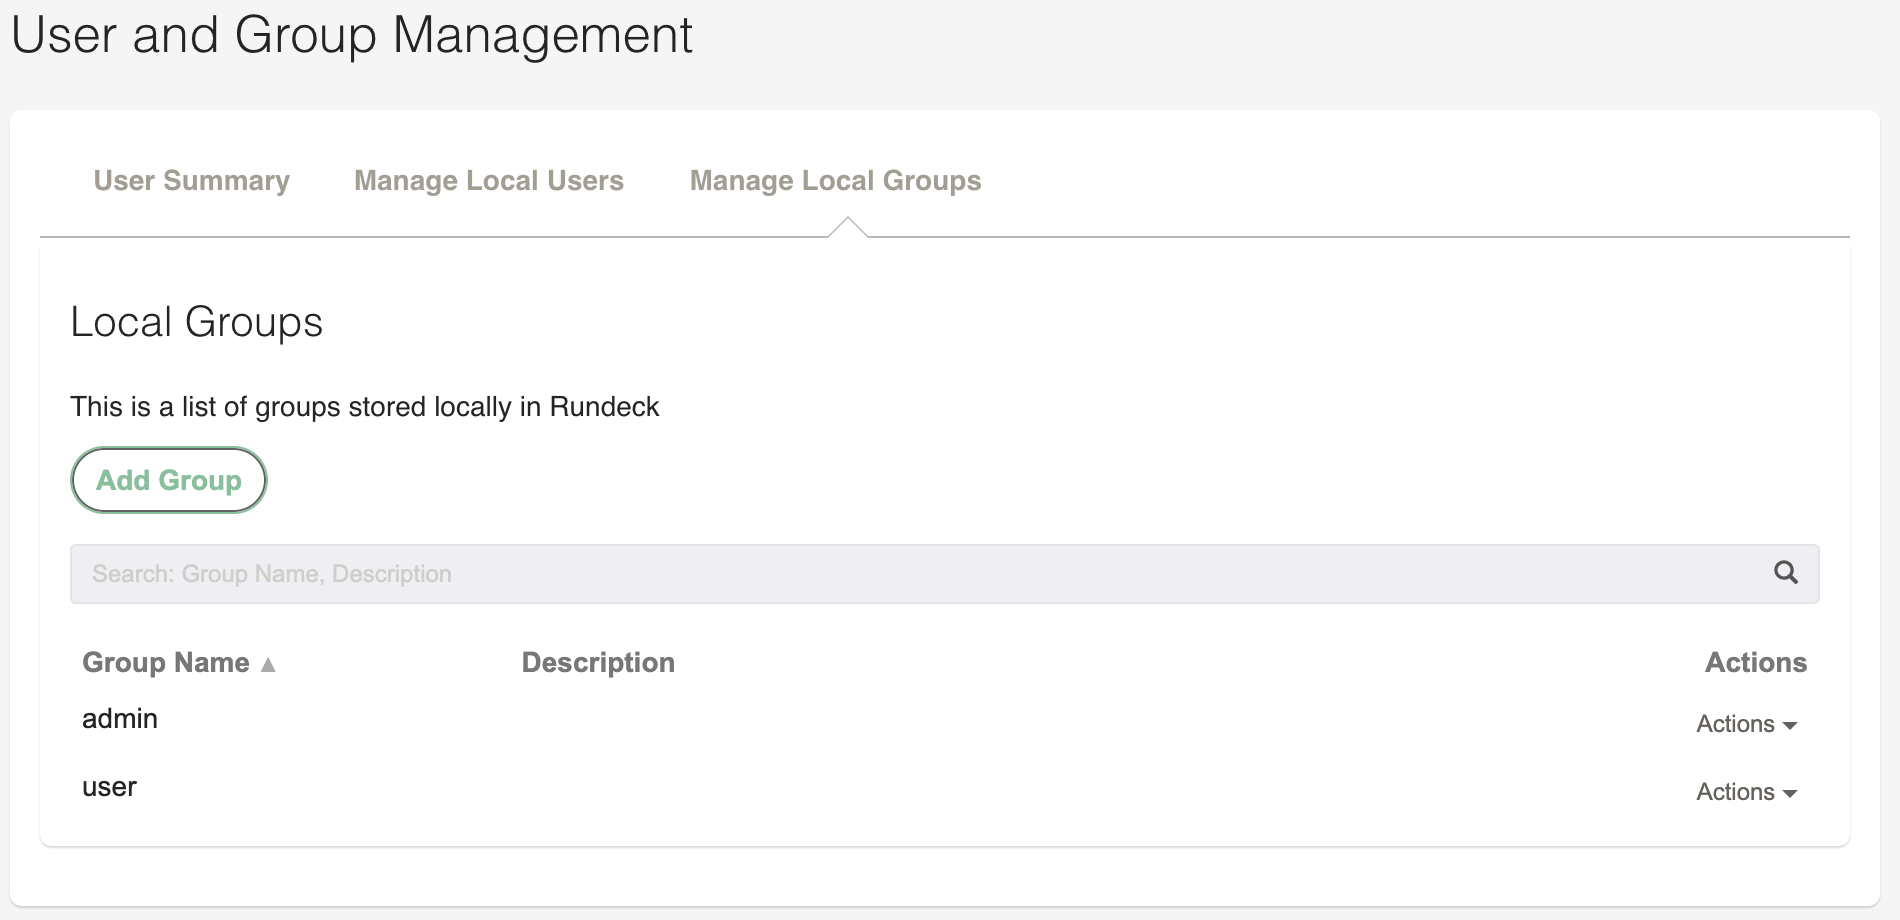 User and Group Management
User Summary Manage Local Users Manage Local Groups
Local Groups
This is a list of groups stored locally in Rundeck
Add Group
Search: Group Name, Description
Group Name ▲ Description Actions
admin Actions
user Actions